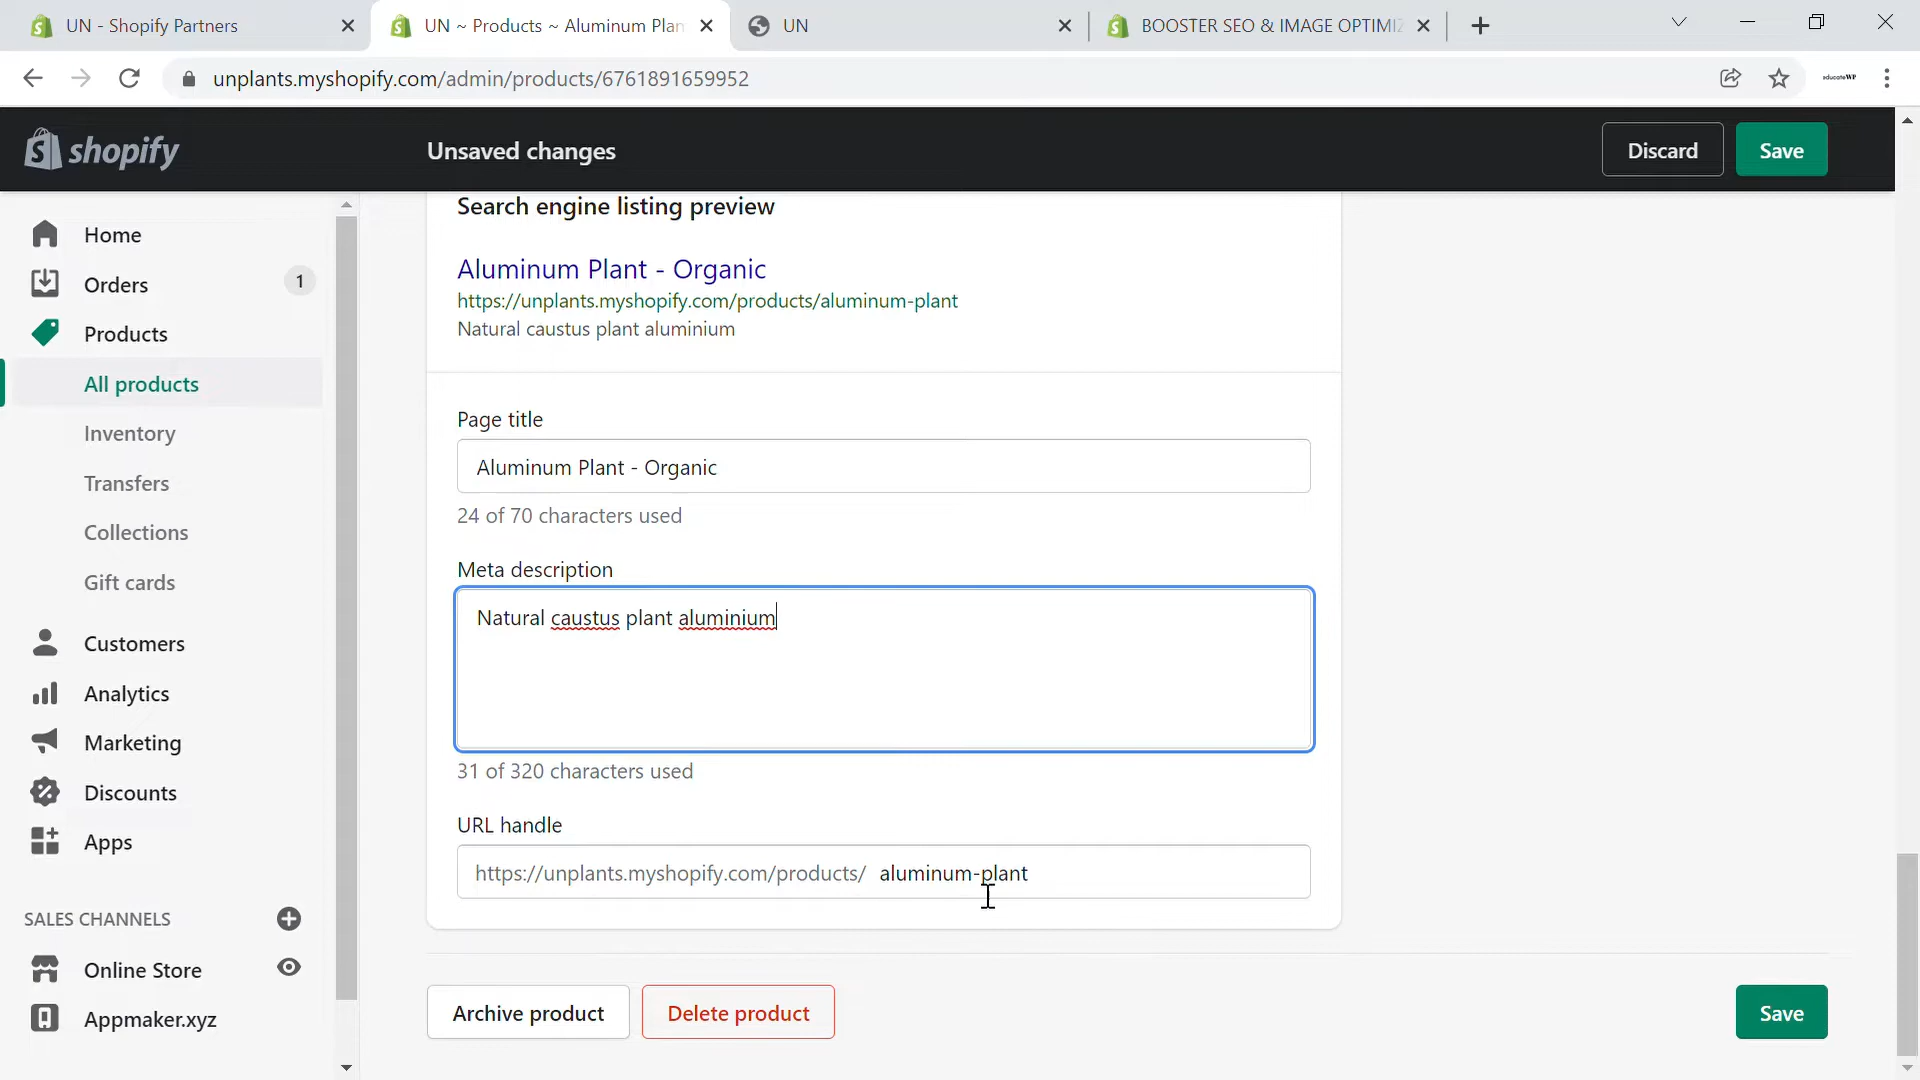 UN - Shopify Partners
UN ~ Products ~ Aluminum Plan
UN
BOOSTER SEO & IMAGE OPTIMIZ
unplants.myshopify.com/admin/products/6761891659952
educateWP
shopify
Unsaved changes
Discard
Save
Home
Orders
1
Products
All products
Inventory
Transfers
Collections
Gift cards
Customers
Analytics
Marketing
Discounts
Apps
SALES CHANNELS
Online Store
Appmaker.xyz
Search engine listing preview
Aluminum Plant - Organic
https://unplants.myshopify.com/products/aluminum-plant
Natural caustus plant aluminium
Page title
Aluminum Plant - Organic
24 of 70 characters used
Meta description
Natural caustus plant aluminium
31 of 320 characters used
URL handle
https://unplants.myshopify.com/products/ aluminum-plant
Archive product
Delete product
Save